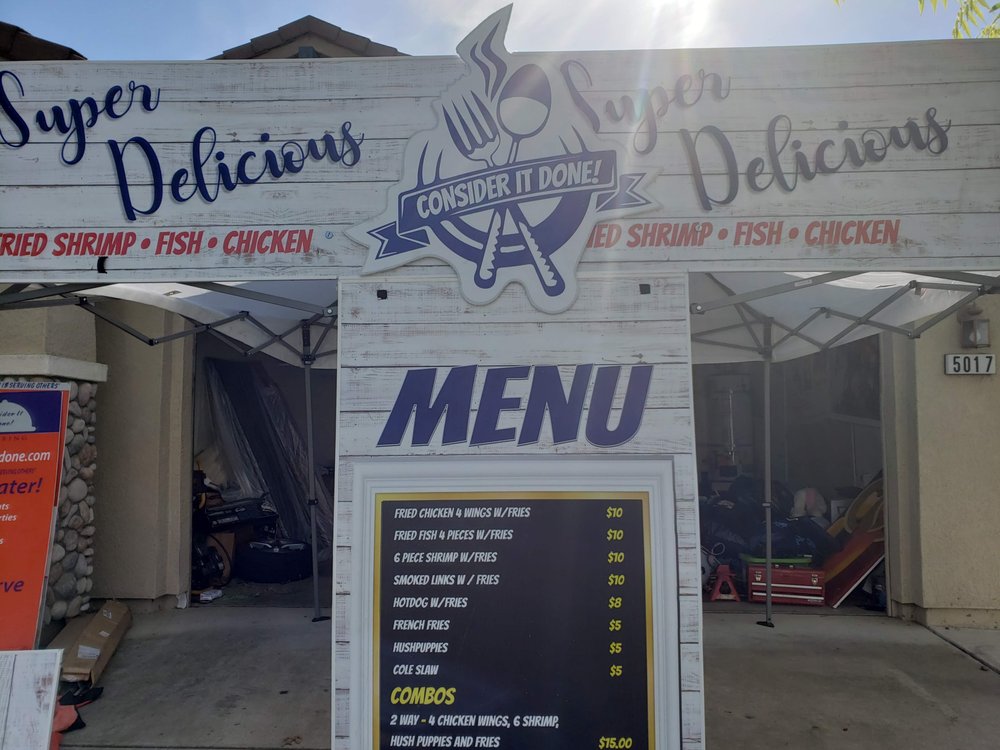 Super
Delicious
FRIED SHRIMP • FISH • CHICKEN
CONSIDER IT DONE!
Super
Delicious
FRIED SHRIMP • FISH • CHICKEN
5017
MENU
FRIED CHICKEN 4 WINGS W/FRIES $10
FRIED FISH 4 PIECES W/FRIES $10
6 PIECE SHRIMP W/FRIES $10
SMOKED LINKS W / FRIES $10
HOTDOG W/FRIES $8
FRENCH FRIES $5
HUSHPUPPIES $5
COLE SLAW $5
COMBOS
2 WAY - 4 CHICKEN WINGS, 6 SHRIMP,
HUSH PUPPIES AND FRIES $15.00
SERVING OTHERS"
done.com